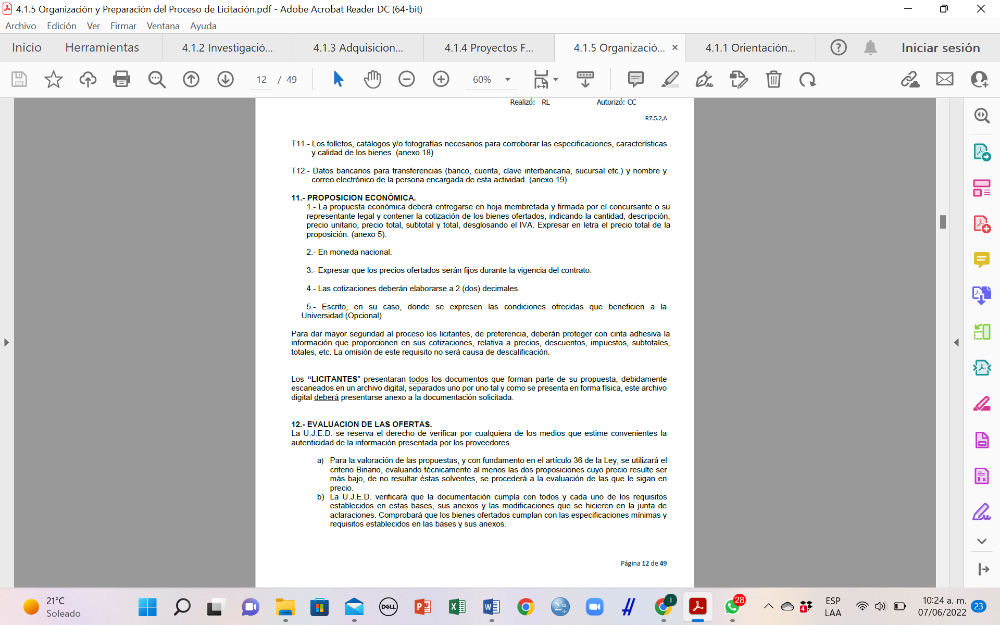 4.1.5 Organización y Preparación del Proceso de Licitación.pdf - Adobe Acrobat Reader DC (64-bit)
Archivo Edición Ver Firmar Ventana Ayuda
Inicio Herramientas 4.1.2 Investigació... 4.1.3 Adquisicion... 4.1.4 Proyectos F... 4.1.5 Organizació... 4.1.1 Orientación... Iniciar sesión
12 / 49 60%
Realizó: RL Autorizó: CC
R7.5.2,A
T11.- Los folletos, catálogos y/o fotografías necesarios para corroborar las especificaciones, características
y calidad de los bienes. (anexo 18)
T12.- Datos bancarios para transferencias (banco, cuenta, clave interbancaria, sucursal etc.) y nombre y
correo electrónico de la persona encargada de esta actividad. (anexo 19)
11.- PROPOSICION ECONÓMICA.
1.- La propuesta económica deberá entregarse en hoja membretada y firmada por el concursante o su
representante legal y contener la cotización de los bienes ofertados, indicando la cantidad, descripción,
precio unitario, precio total, subtotal y total, desglosando el IVA. Expresar en letra el precio total de la
proposición. (anexo 5).
2.- En moneda nacional.
3.- Expresar que los precios ofertados serán fijos durante la vigencia del contrato.
4.- Las cotizaciones deberán elaborarse a 2 (dos) decimales.
5.- Escrito, en su caso, donde se expresen las condiciones ofrecidas que beneficien a la
Universidad.(Opcional).
Para dar mayor seguridad al proceso los licitantes, de preferencia, deberán proteger con cinta adhesiva la
información que proporcionen en sus cotizaciones, relativa a precios, descuentos, impuestos, subtotales,
totales, etc. La omisión de este requisito no será causa de descalificación.
Los “LICITANTES” presentaran todos los documentos que forman parte de su propuesta, debidamente
escaneados en un archivo digital, separados uno por uno tal y como se presenta en forma física, este archivo
digital deberá presentarse anexo a la documentación solicitada.
12.- EVALUACION DE LAS OFERTAS.
La U.J.E.D. se reserva el derecho de verificar por cualquiera de los medios que estime convenientes la
autenticidad de la información presentada por los proveedores.
a) Para la valoración de las propuestas, y con fundamento en el artículo 36 de la Ley, se utilizará el
criterio Binario, evaluando técnicamente al menos las dos proposiciones cuyo precio resulte ser
más bajo, de no resultar éstas solventes, se procederá a la evaluación de las que le sigan en
precio.
b) La U.J.E.D. verificará que la documentación cumpla con todos y cada uno de los requisitos
establecidos en estas bases, sus anexos y las modificaciones que se hicieren en la junta de
aclaraciones. Comprobará que los bienes ofertados cumplan con las especificaciones mínimas y
requisitos establecidos en las bases y sus anexos.
Página 12 de 49
21°C
Soleado
DELL
28
4
ESP
LAA
10:24 a. m.
07/06/2022
23